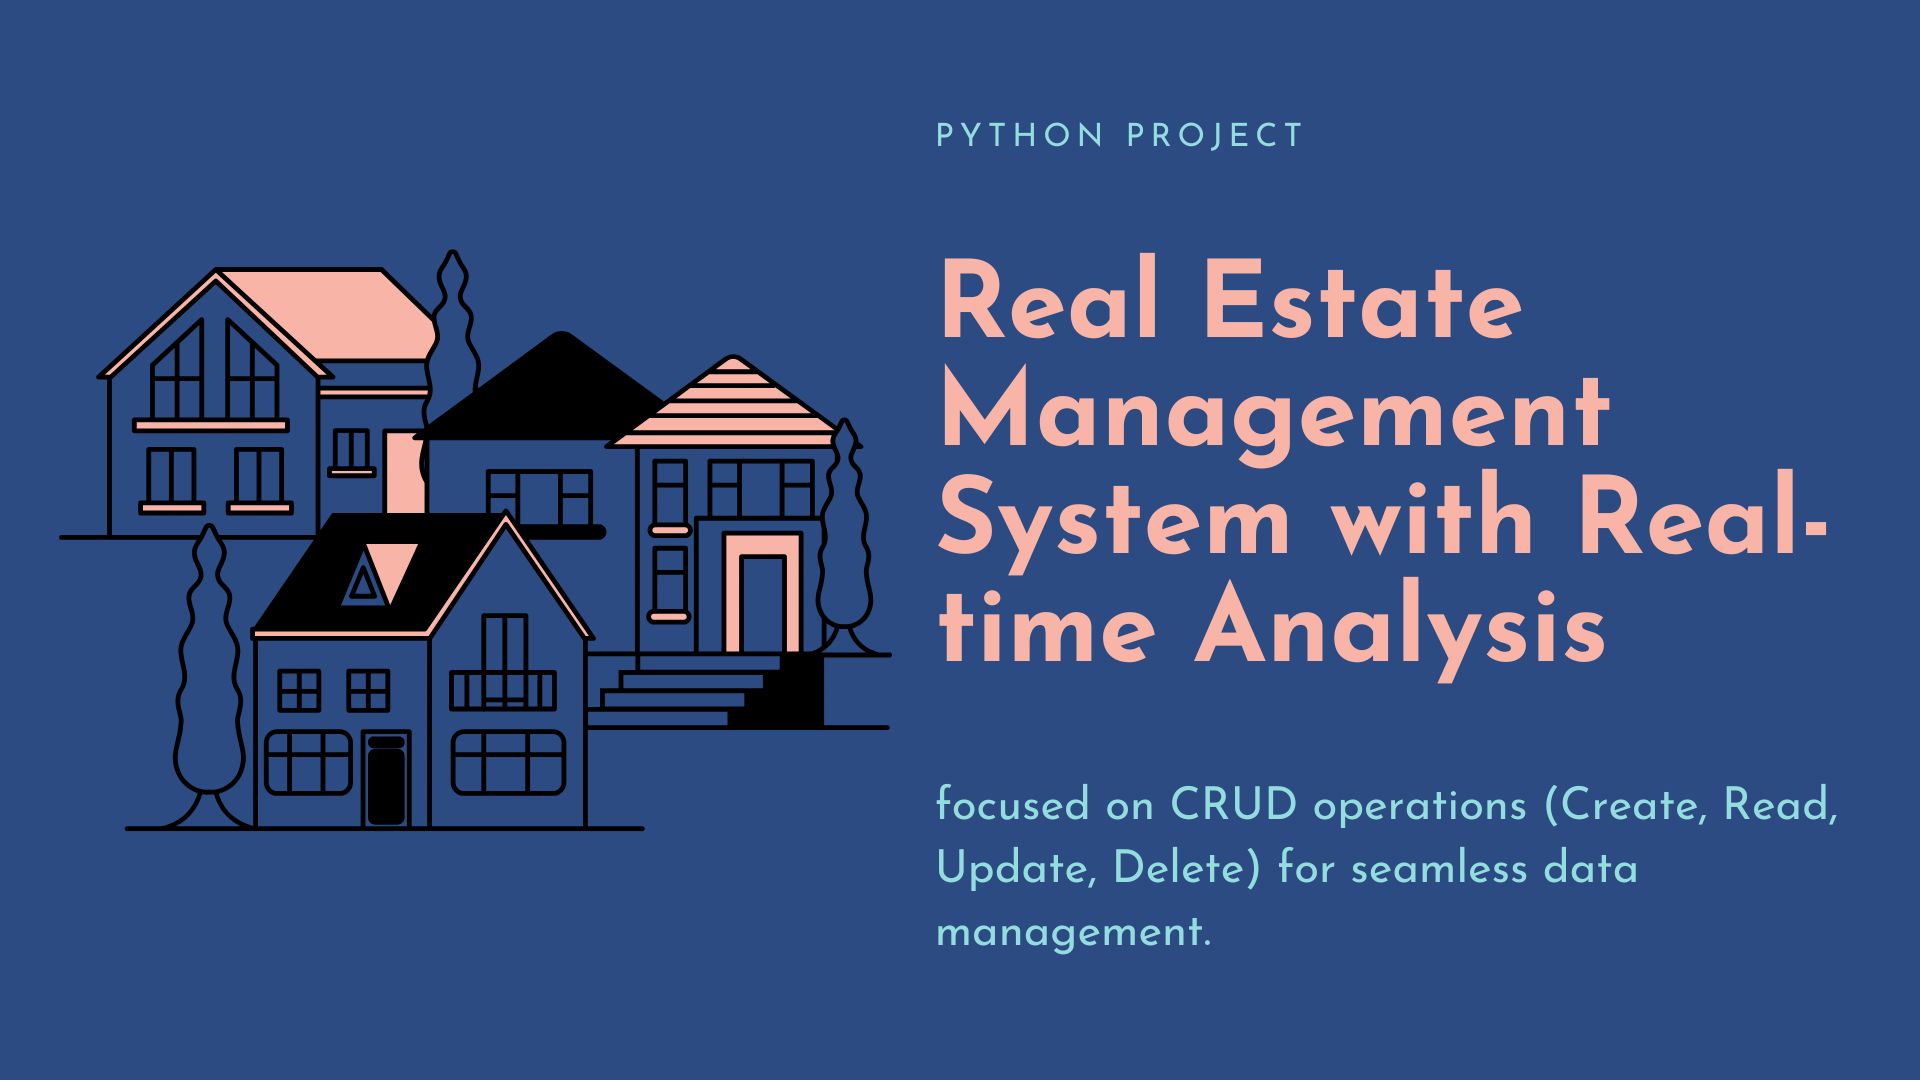 PYTHON PROJECT
Real Estate
Management
System with Real-
time Analysis
focused on CRUD operations (Create, Read,
Update, Delete) for seamless data
management.